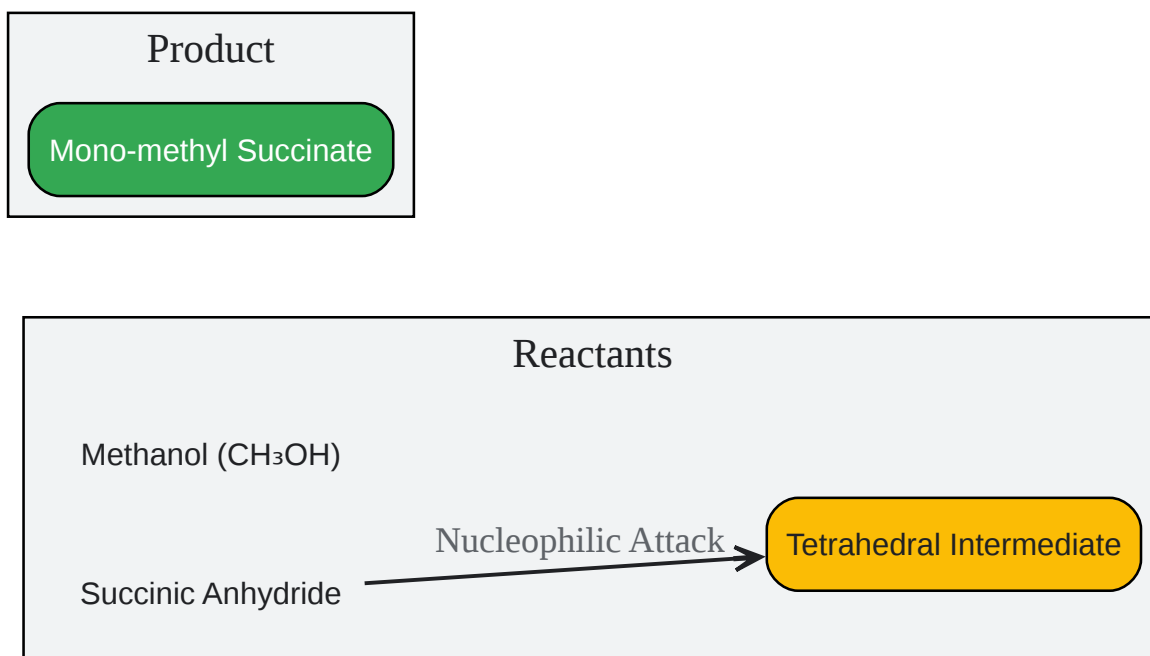 Product
Mono-methyl Succinate
Reactants
Methanol (CH₃OH)
Nucleophilic Attack
Tetrahedral Intermediate
Succinic Anhydride